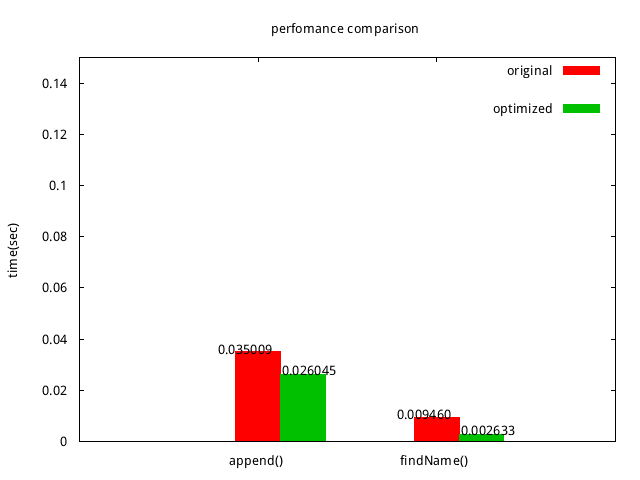 perfomance comparison
original
optimized
0.14
0.12
0.1
0.08
0.06
0.04
0.02
0
time(sec)
0.035009
0.026045
0.009460
0.002633
append()
findName()